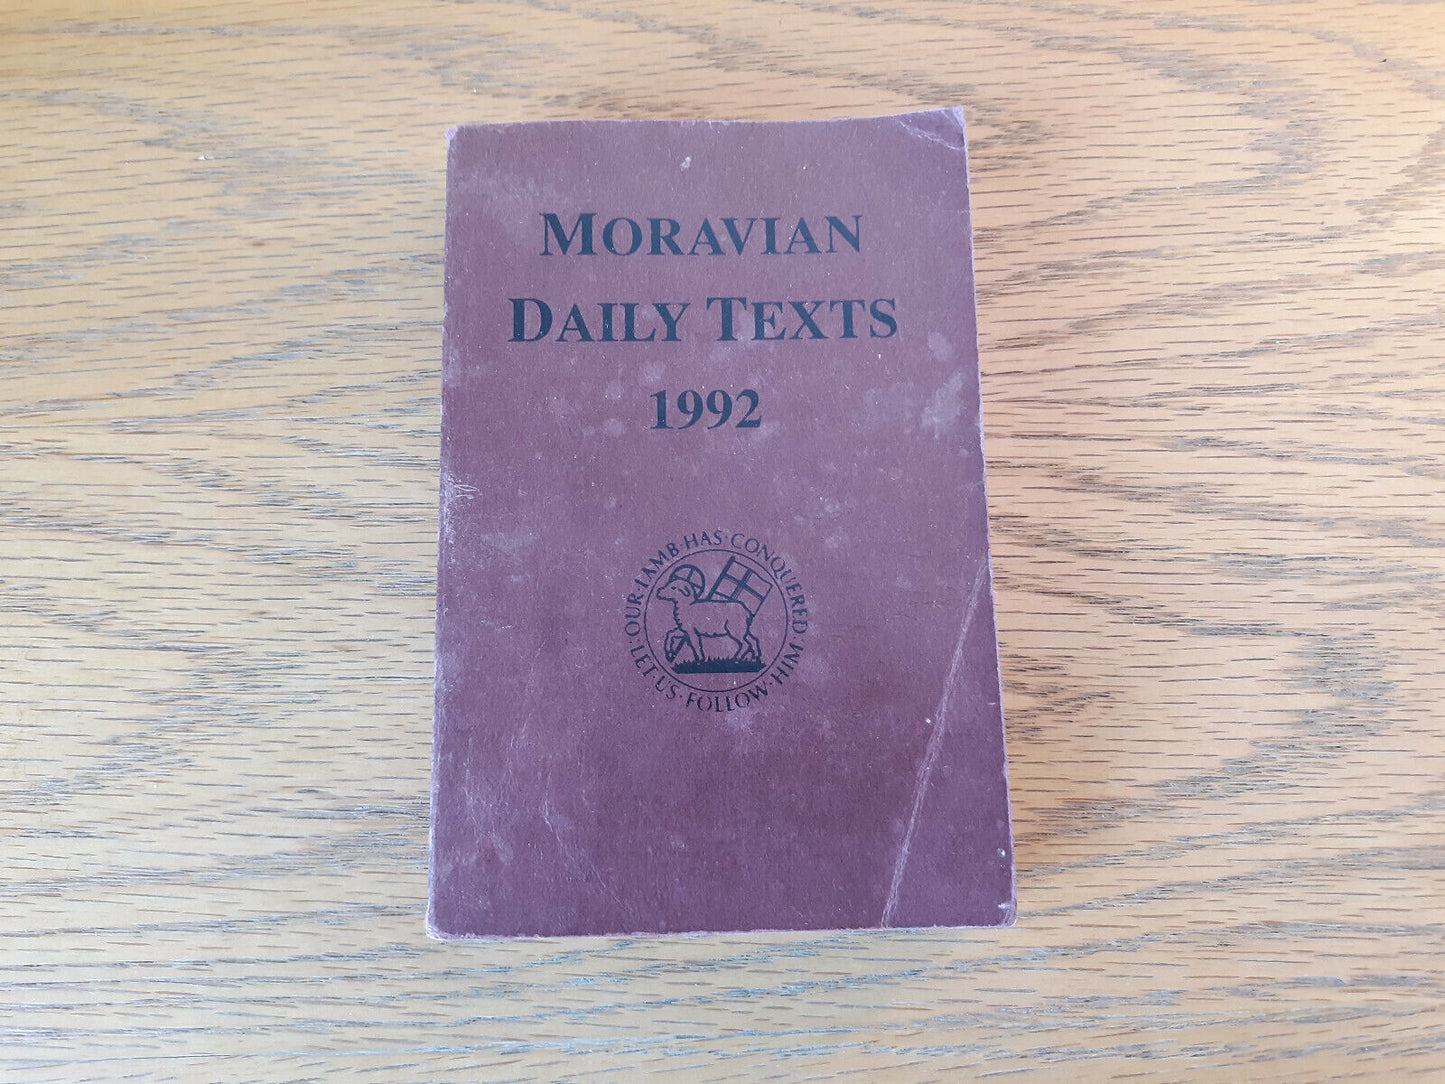 MORAVIAN
DAILY TEXTS
1992
OUR·LAMB·HAS·CONQUERED·
LET·US·FOLLOW·HIM·